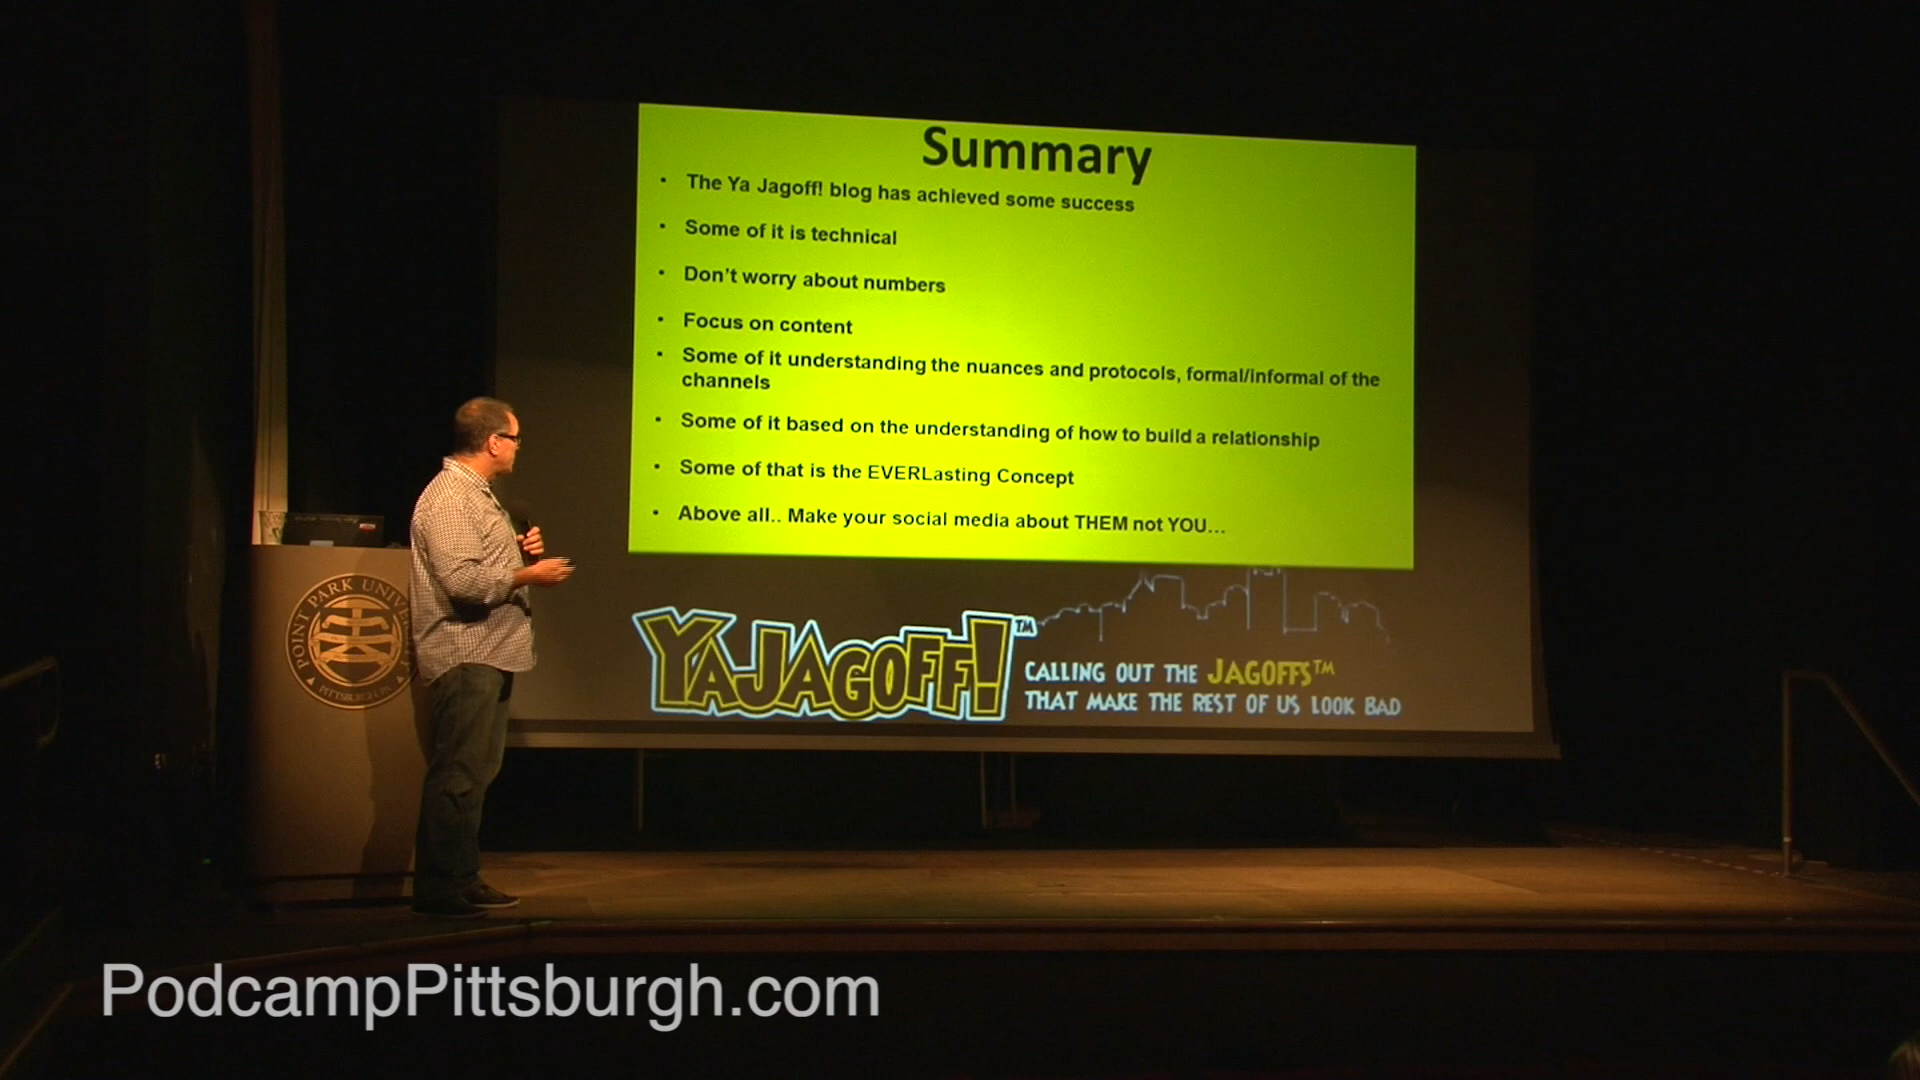 Summary
• The Ya Jagoff! blog has achieved some success
• Some of it is technical
• Don't worry about numbers
• Focus on content
• Some of it understanding the nuances and protocols, formal/informal of the
channels
• Some of it based on the understanding of how to build a relationship
• Some of that is the EVERLasting Concept
• Above all.. Make your social media about THEM not YOU...
YAJAGOFF!™
CALLING OUT THE JAGOFFS™
THAT MAKE THE REST OF US LOOK BAD
POINT PARK UNIVERSITY
PITTSBURGH, PA
PodcampPittsburgh.com